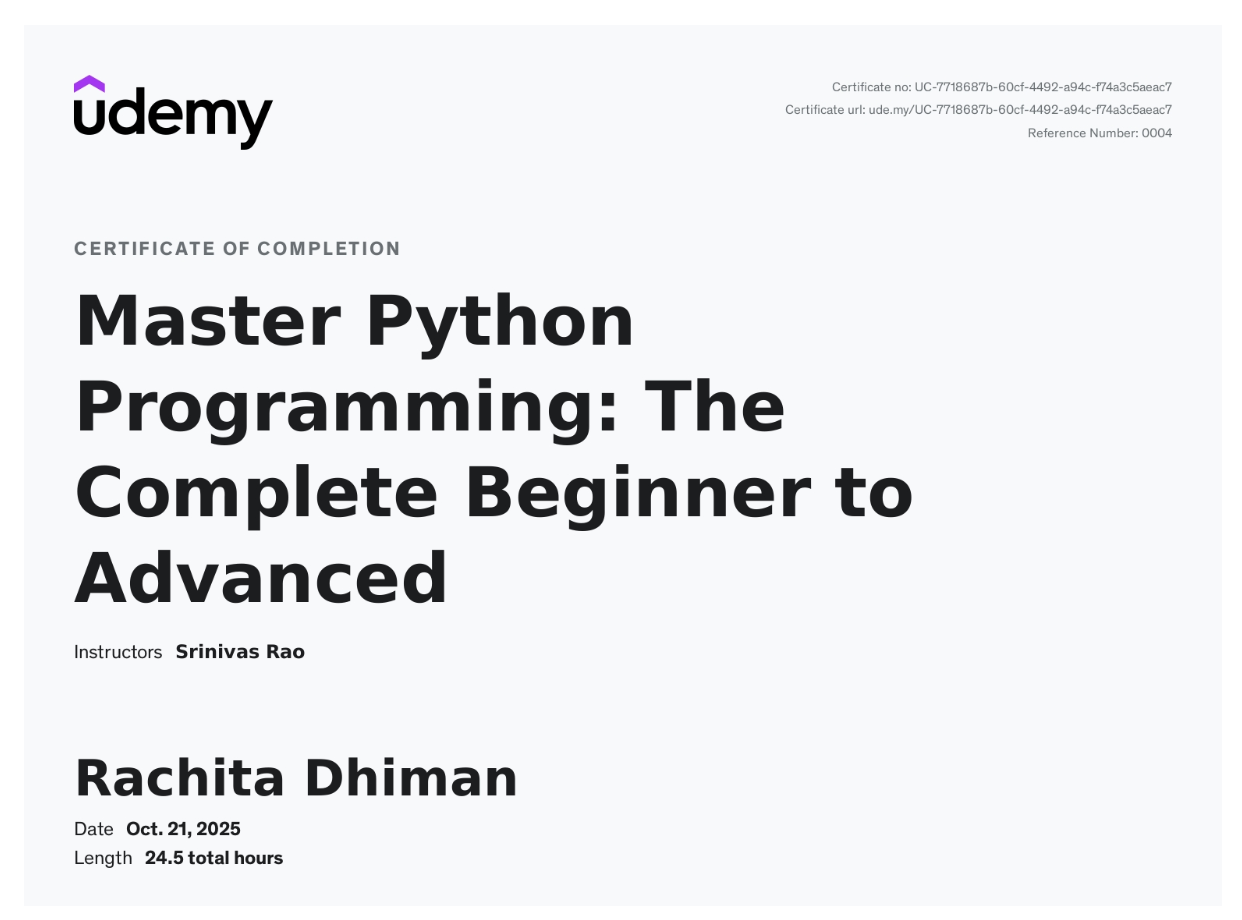 udemy
Certificate no: UC-7718687b-60cf-4492-a94c-f74a3c5aeac7
Certificate url: ude.my/UC-7718687b-60cf-4492-a94c-f74a3c5aeac7
Reference Number: 0004
CERTIFICATE OF COMPLETION
Master Python
Programming: The
Complete Beginner to
Advanced
Instructors Srinivas Rao
Rachita Dhiman
Date Oct. 21, 2025
Length 24.5 total hours